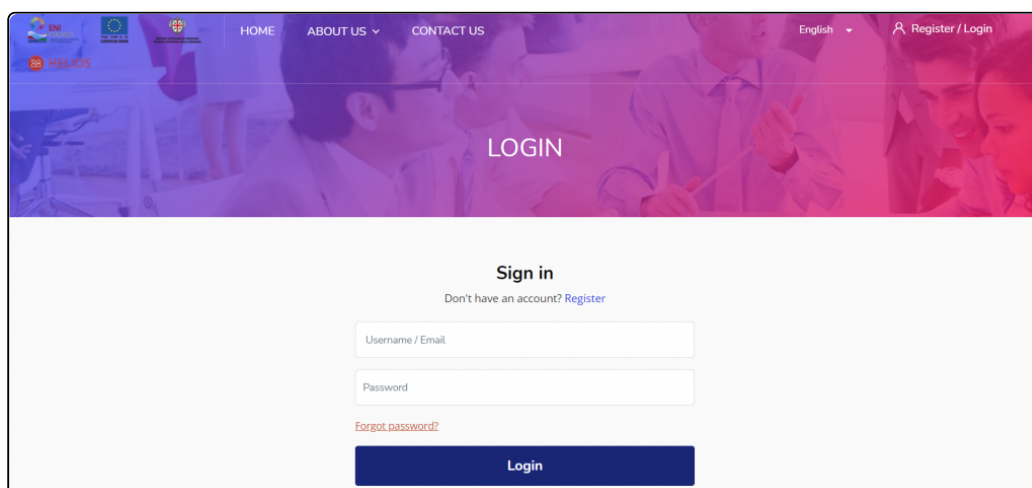 ENI
HOME
ABOUT US
CONTACT US
English
Register / Login
HELIOS
LOGIN
Sign in
Don't have an account? Register
Username / Email
Password
Forgot password?
Login